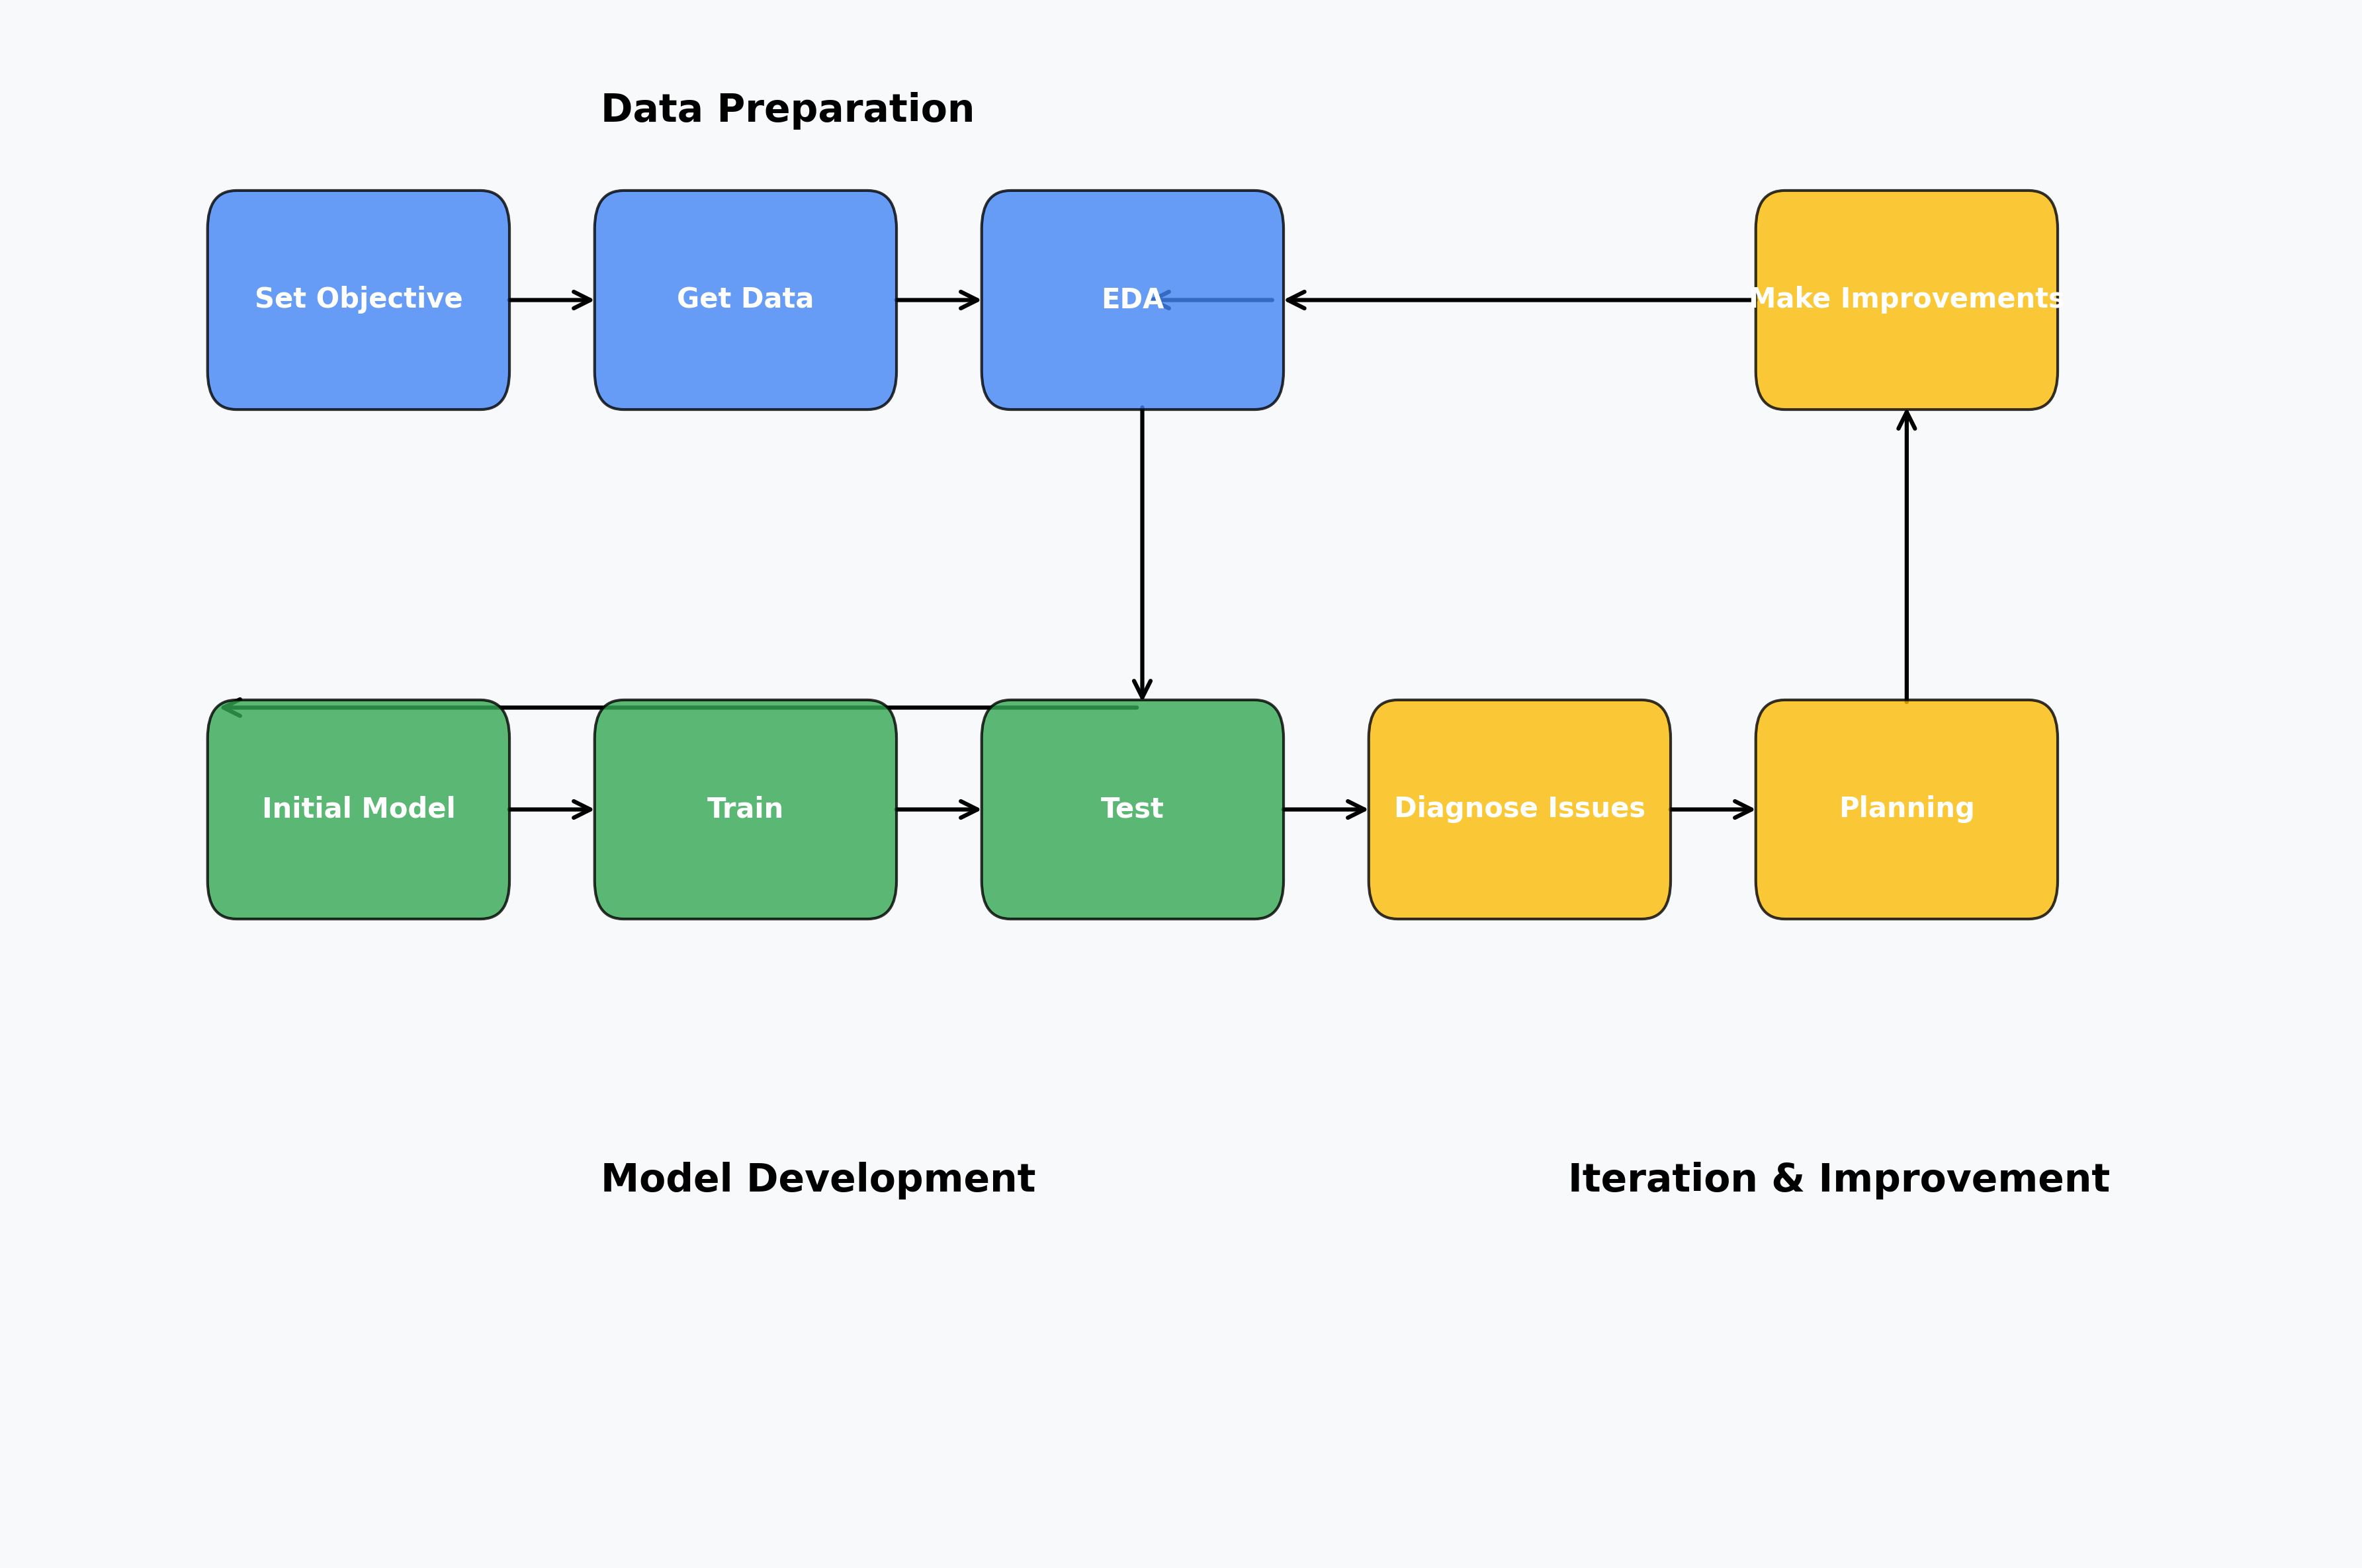 Data Preparation
Set Objective
Get Data
EDA
Make Improvements
Initial Model
Train
Test
Diagnose Issues
Planning
Model Development
Iteration & Improvement